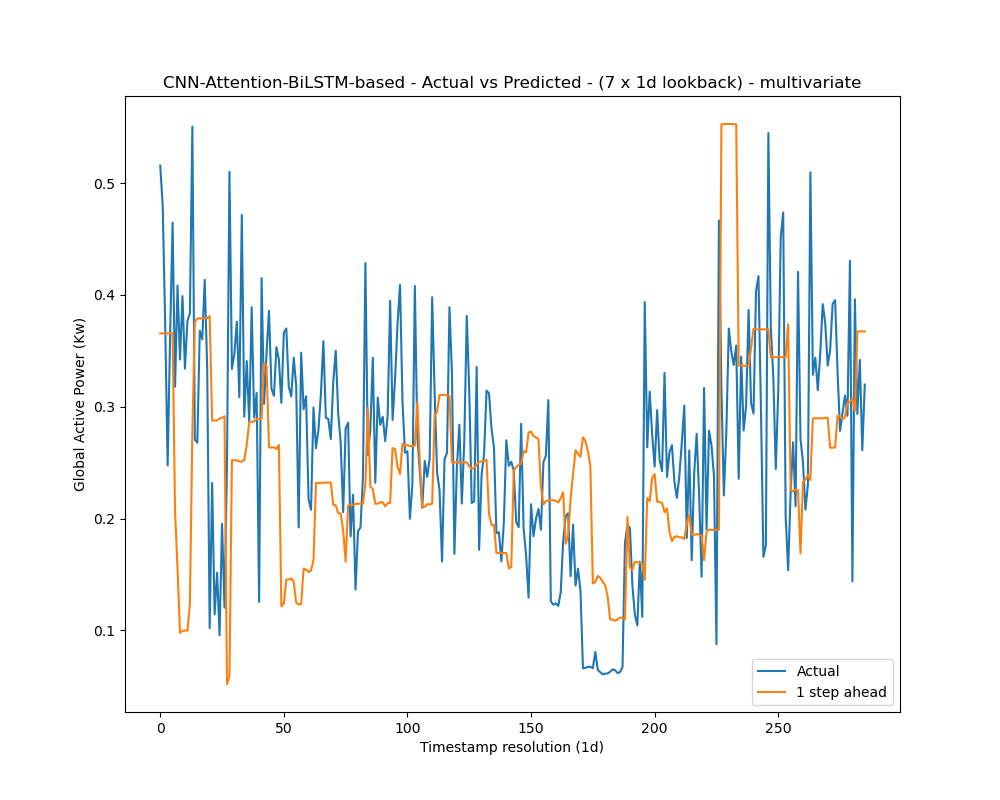 CNN-Attention-BiLSTM-based - Actual vs Predicted - (7 x 1d lookback) - multivariate
Global Active Power (Kw)
0.5
0.4
0.3
0.2
0.1
0 50 100 150 200 250
Timestamp resolution (1d)
Actual
1 step ahead